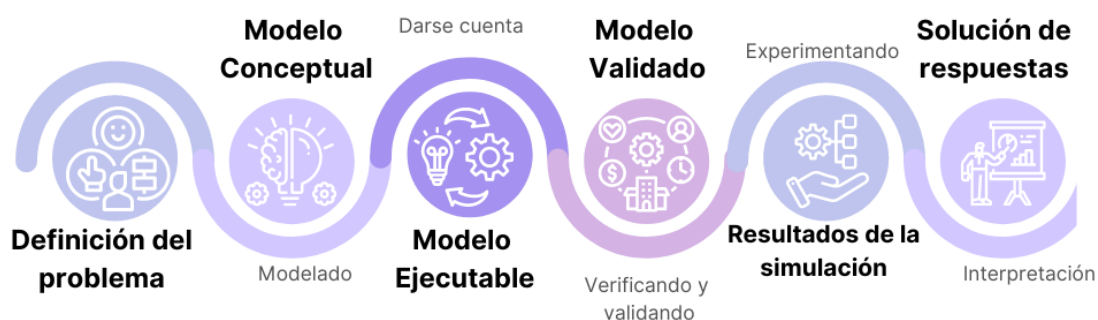 Definición del
problema
Modelo
Conceptual
Modelado
Darse cuenta
Modelo
Ejecutable
Modelo
Validado
Verificando y
validando
Experimentando
Resultados de la
simulación
Solución de
respuestas
Interpretación